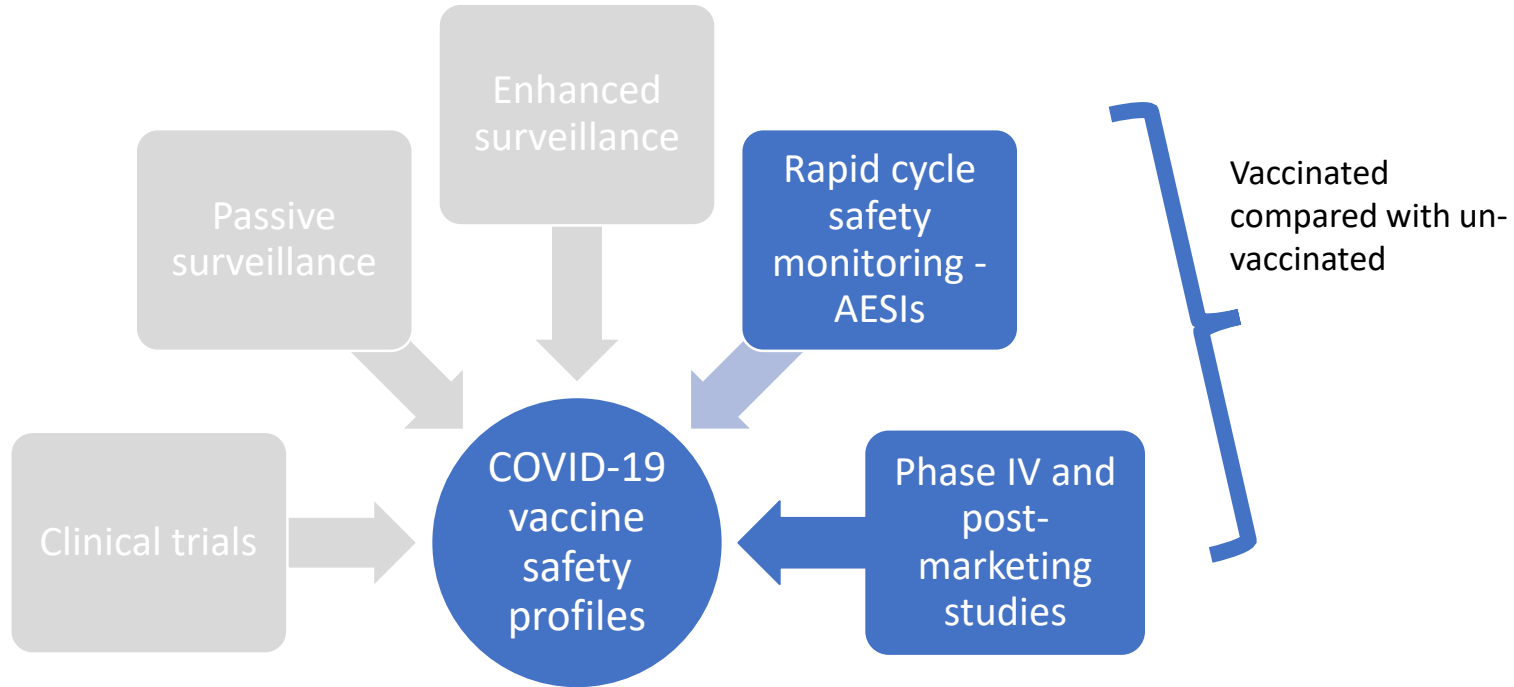 Enhanced
surveillance
Passive
surveillance
Rapid cycle
safety
monitoring -
AESIs
Vaccinated
compared with un-
vaccinated
Clinical trials
COVID-19
vaccine
safety
profiles
Phase IV and
post-
marketing
studies